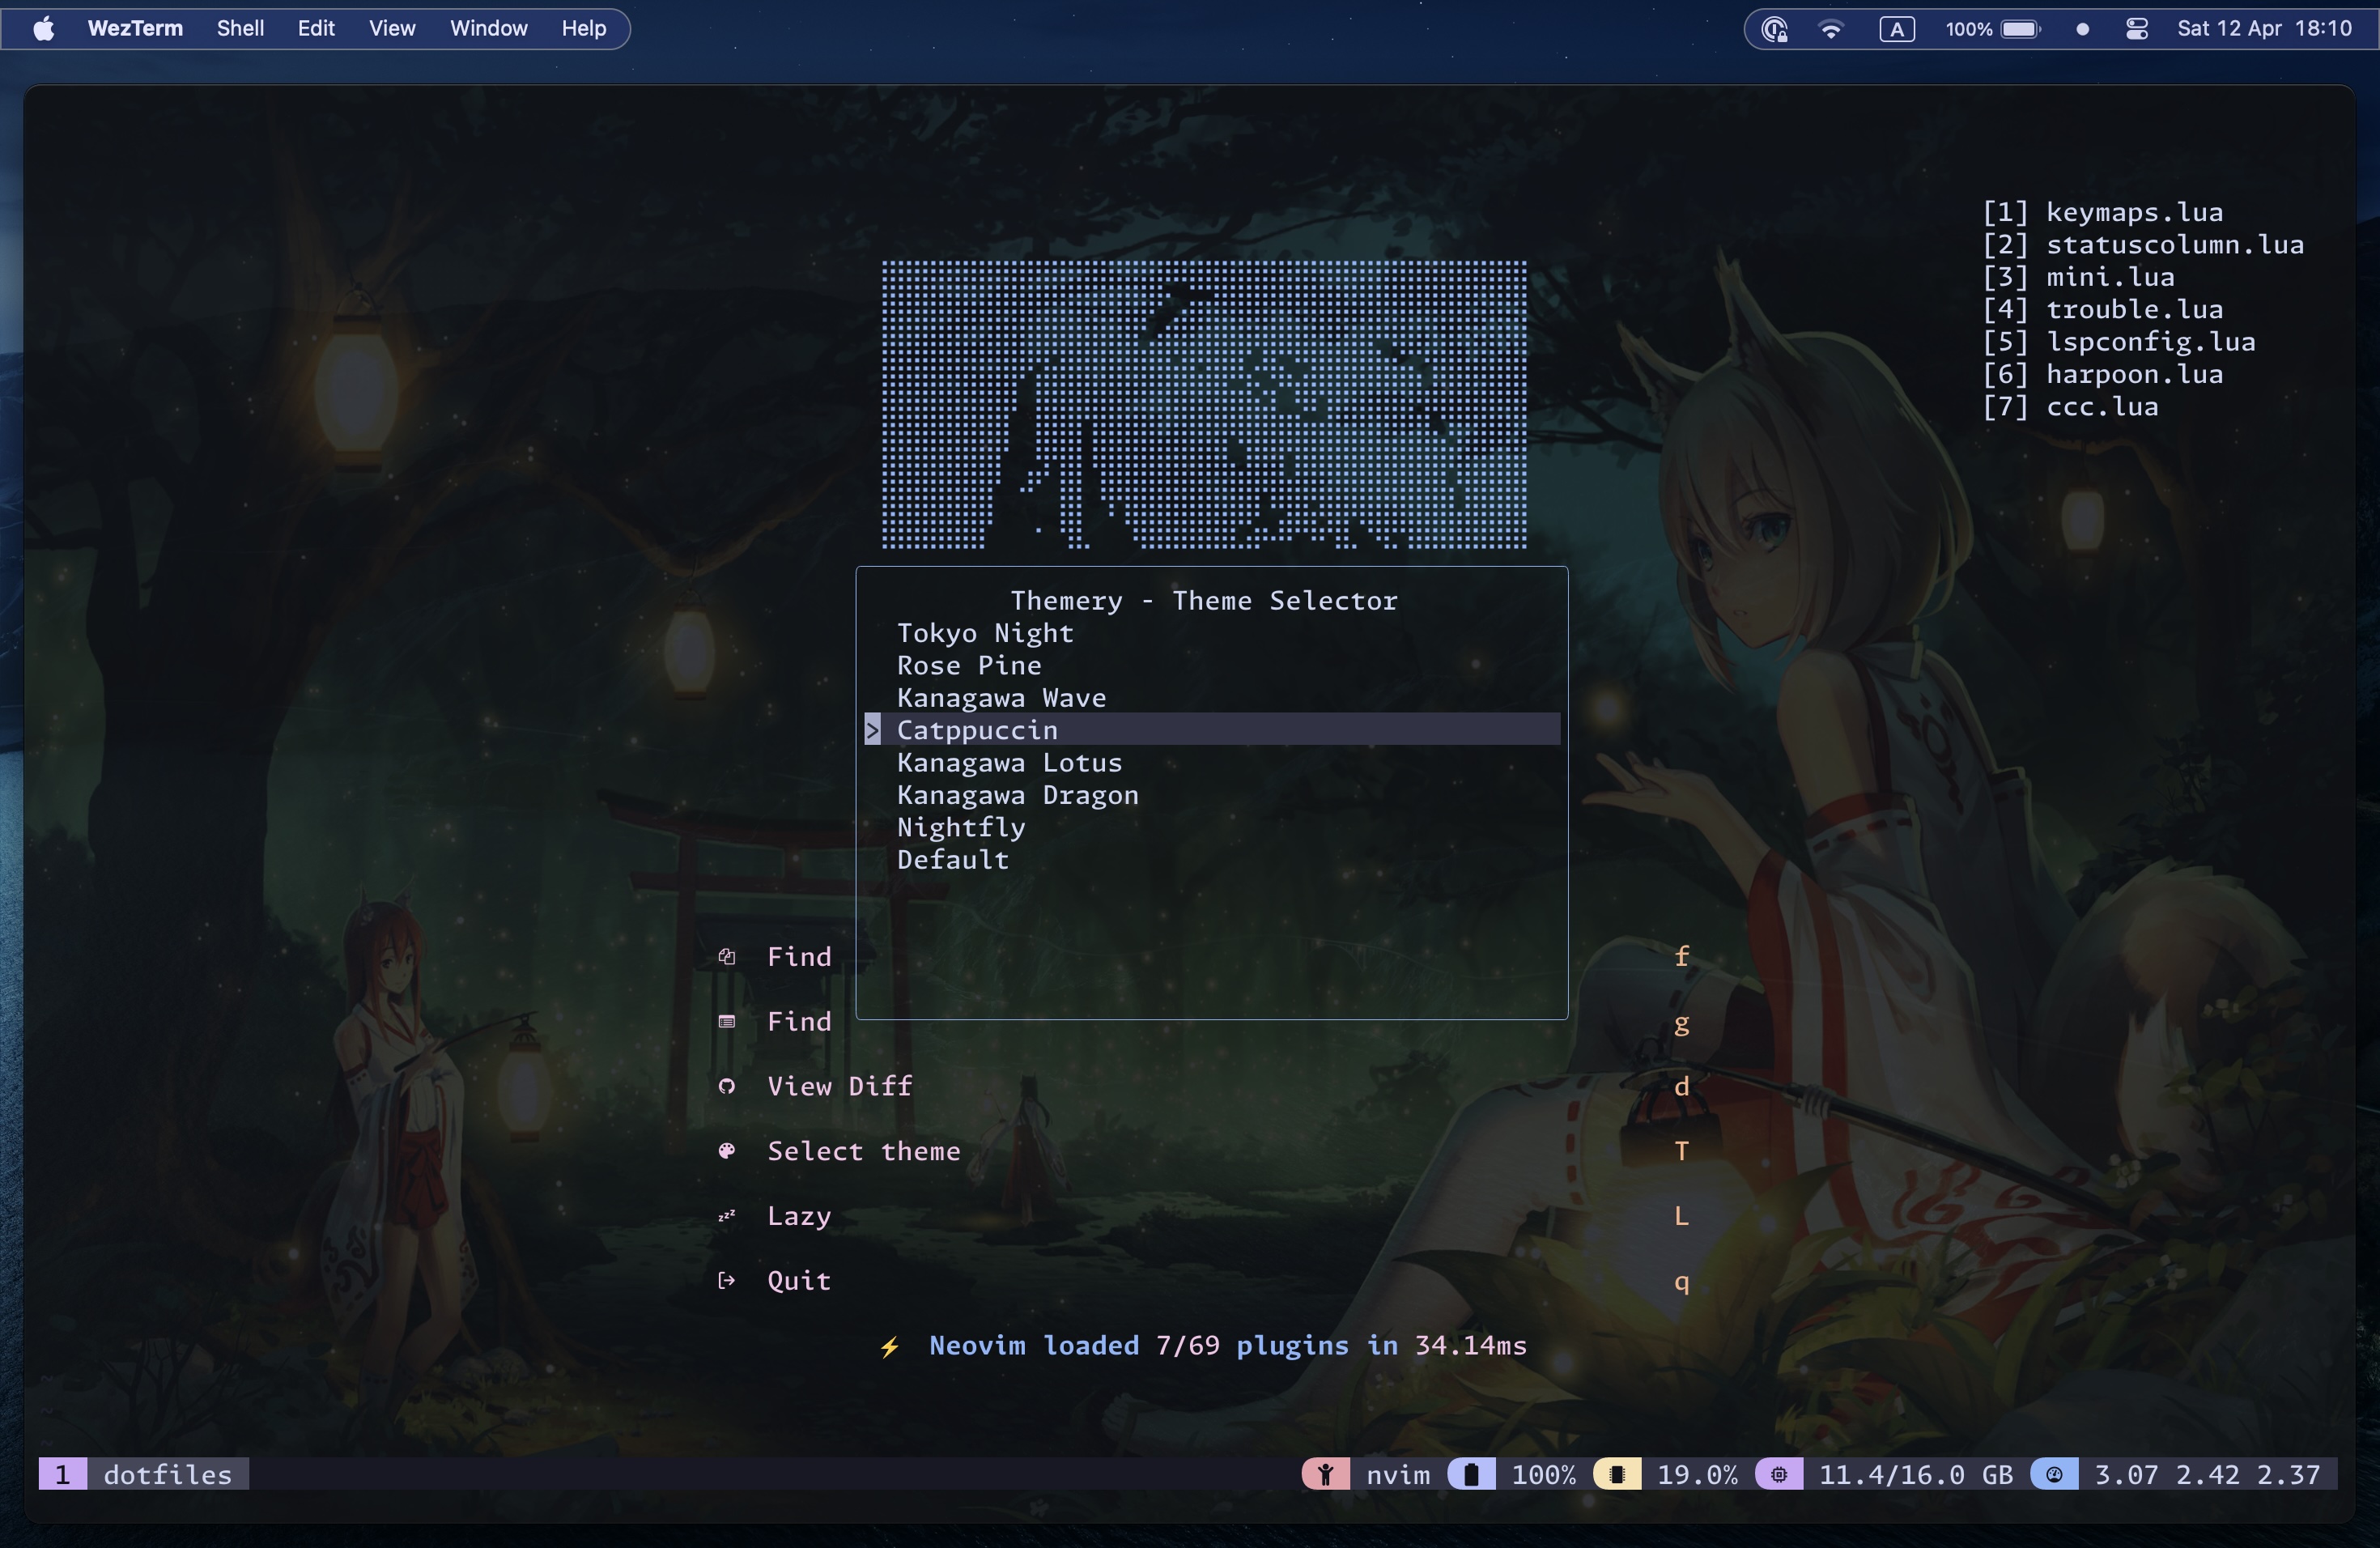 WezTerm Shell Edit View Window Help A 100% Sat 12 Apr 18:10
[1] keymaps.lua
[2] statuscolumn.lua
[3] mini.lua
[4] trouble.lua
[5] lspconfig.lua
[6] harpoon.lua
[7] ccc.lua
Themery - Theme Selector
Tokyo Night
Rose Pine
Kanagawa Wave
> Catppuccin
Kanagawa Lotus
Kanagawa Dragon
Nightfly
Default
Find f
Find g
View Diff d
Select theme T
zzz Lazy L
Quit q
⚡ Neovim loaded 7/69 plugins in 34.14ms
1 dotfiles nvim 100% 19.0% 11.4/16.0 GB 3.07 2.42 2.37